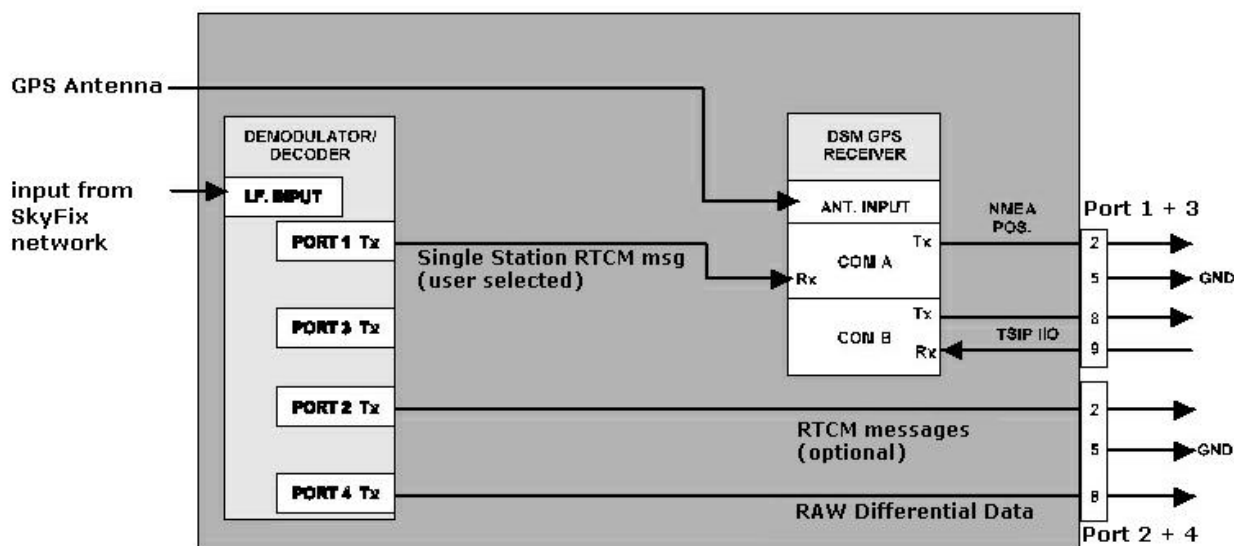 GPS Antenna
input from
SkyFix
network
DEMODULATOR/
DECODER
I.F. INPUT
PORT 1 Tx
PORT 3 Tx
PORT 2 Tx
PORT 4 Tx
Single Station RTCM msg
(user selected)
DSM GPS
RECEIVER
ANT. INPUT
Tx
COM A
Rx
Tx
COM B
Rx
NMEA
POS.
TSIP I/O
Port 1 + 3
2
5
GND
8
9
RTCM messages
(optional)
RAW Differential Data
2
5
GND
8
Port 2 + 4